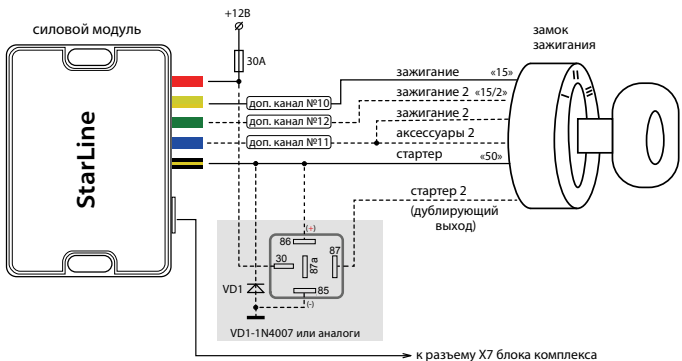 +12В
силовой модуль
замок
зажигания
30А
StarLine
зажигание «15»
доп. канал №10
зажигание 2 «15/2»
доп. канал №12
зажигание 2
доп. канал №11
аксессуары 2
стартер «50»
стартер 2
(дублирующий
выход)
(+)
86
87
30
87a
85
(-)
VD1
VD1-1N4007 или аналоги
к разъему X7 блока комплекса
I
II
III